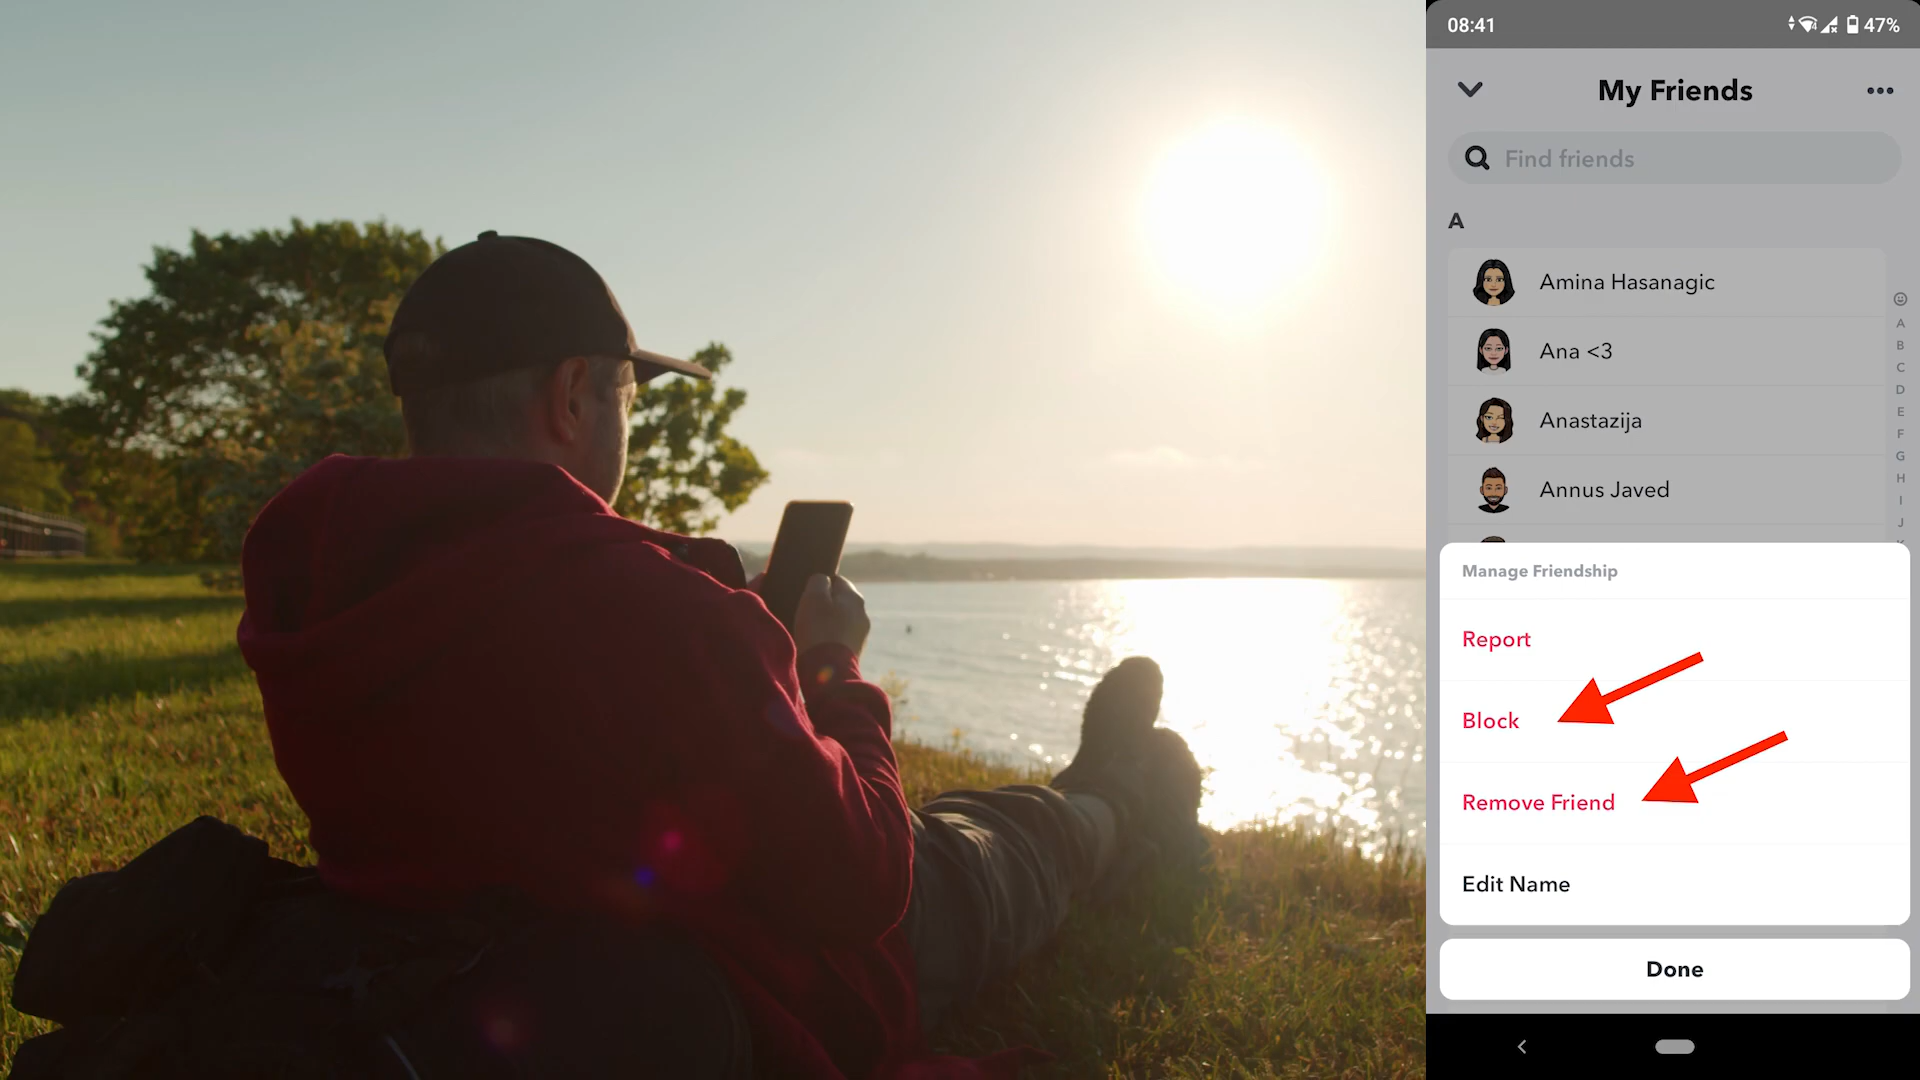 08:41
47%
My Friends
Find friends
A
Amina Hasanagic
Ana <3
Anastazija
Annus Javed
A
B
C
D
E
F
G
H
I
J
Manage Friendship
Report
Block
Remove Friend
Edit Name
Done